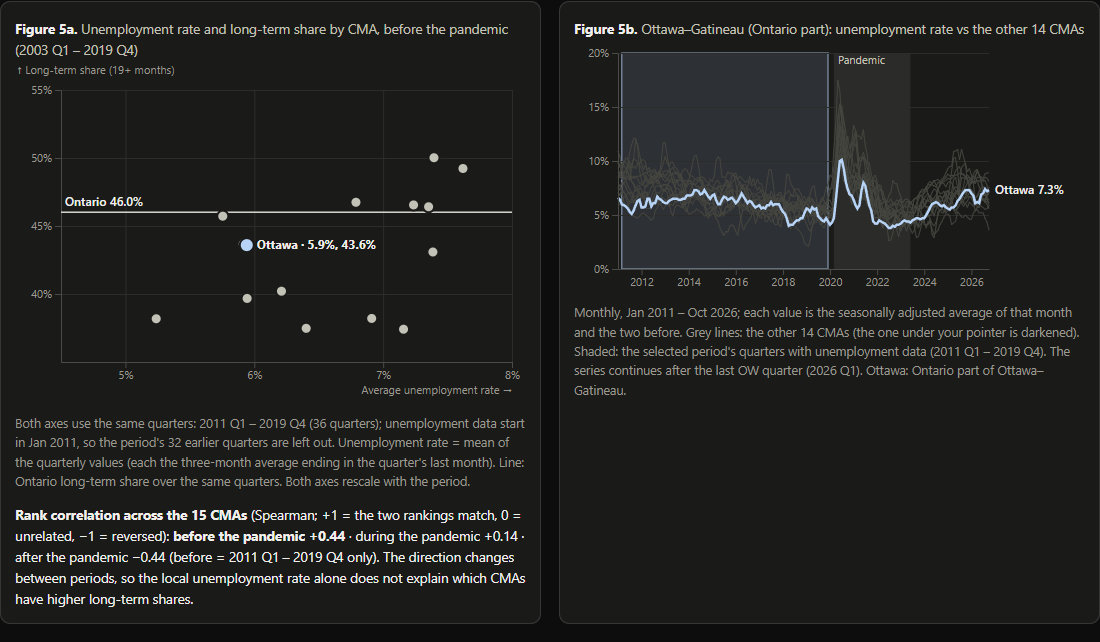 Figure 5a. Unemployment rate and long-term share by CMA, before the pandemic
(2003 Q1 – 2019 Q4)
↑ Long-term share (19+ months)
55%
50%
Ontario 46.0%
45%
Ottawa · 5.9%, 43.6%
40%
5%
6%
7%
8%
Average unemployment rate →
Both axes use the same quarters: 2011 Q1 – 2019 Q4 (36 quarters); unemployment data start
in Jan 2011, so the period's 32 earlier quarters are left out. Unemployment rate = mean of
the quarterly values (each the three-month average ending in the quarter's last month). Line:
Ontario long-term share over the same quarters. Both axes rescale with the period.
Rank correlation across the 15 CMAs (Spearman; +1 = the two rankings match, 0 =
unrelated, −1 = reversed): before the pandemic +0.44 · during the pandemic +0.14 ·
after the pandemic −0.44 (before = 2011 Q1 – 2019 Q4 only). The direction changes
between periods, so the local unemployment rate alone does not explain which CMAs
have higher long-term shares.
Figure 5b. Ottawa–Gatineau (Ontario part): unemployment rate vs the other 14 CMAs
20%
Pandemic
15%
10%
Ottawa 7.3%
5%
0%
2012
2014
2016
2018
2020
2022
2024
2026
Monthly, Jan 2011 – Oct 2026; each value is the seasonally adjusted average of that month
and the two before. Grey lines: the other 14 CMAs (the one under your pointer is darkened).
Shaded: the selected period's quarters with unemployment data (2011 Q1 – 2019 Q4). The
series continues after the last OW quarter (2026 Q1). Ottawa: Ontario part of Ottawa–
Gatineau.